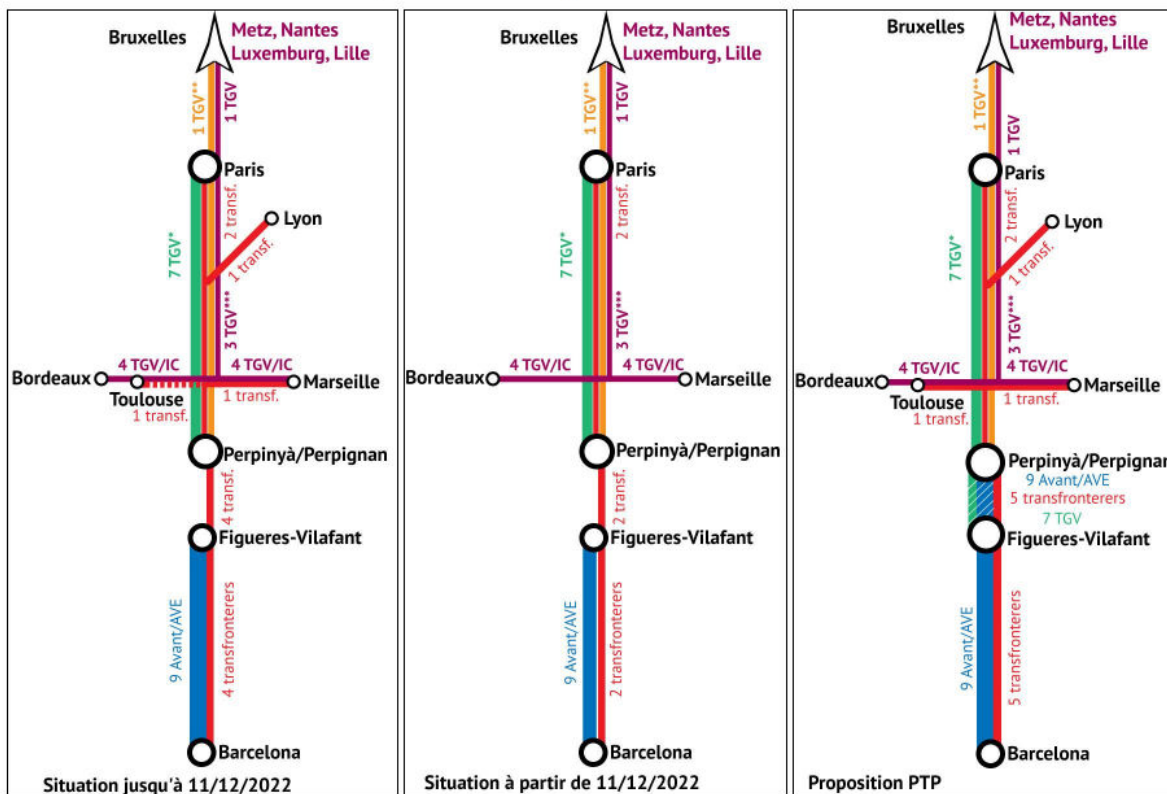 Bruxelles
Metz, Nantes
Luxemburg, Lille
1 TGV**
1 TGV
Paris
2 transf.
Lyon
1 transf.
7 TGV*
3 TGV***
4 TGV/IC
4 TGV/IC
Bordeaux
Marseille
Toulouse
1 transf.
1 transf.
Perpinyà/Perpignan
4 transf.
Figueres-Vilafant
9 Avant/AVE
4 transfronterers
Barcelona
Situation jusqu'à 11/12/2022
Bruxelles
Metz, Nantes
Luxemburg, Lille
1 TGV**
1 TGV
Paris
2 transf.
7 TGV*
3 TGV***
4 TGV/IC
4 TGV/IC
Bordeaux
Marseille
Perpinyà/Perpignan
2 transf.
Figueres-Vilafant
9 Avant/AVE
2 transfronterers
Barcelona
Situation à partir de 11/12/2022
Bruxelles
Metz, Nantes
Luxemburg, Lille
1 TGV**
1 TGV
Paris
2 transf.
Lyon
1 transf.
7 TGV*
3 TGV***
4 TGV/IC
4 TGV/IC
Bordeaux
Marseille
Toulouse
1 transf.
1 transf.
Perpinyà/Perpignan
9 Avant/AVE
5 transfronterers
7 TGV
Figueres-Vilafant
9 Avant/AVE
5 transfronterers
Barcelona
Proposition PTP